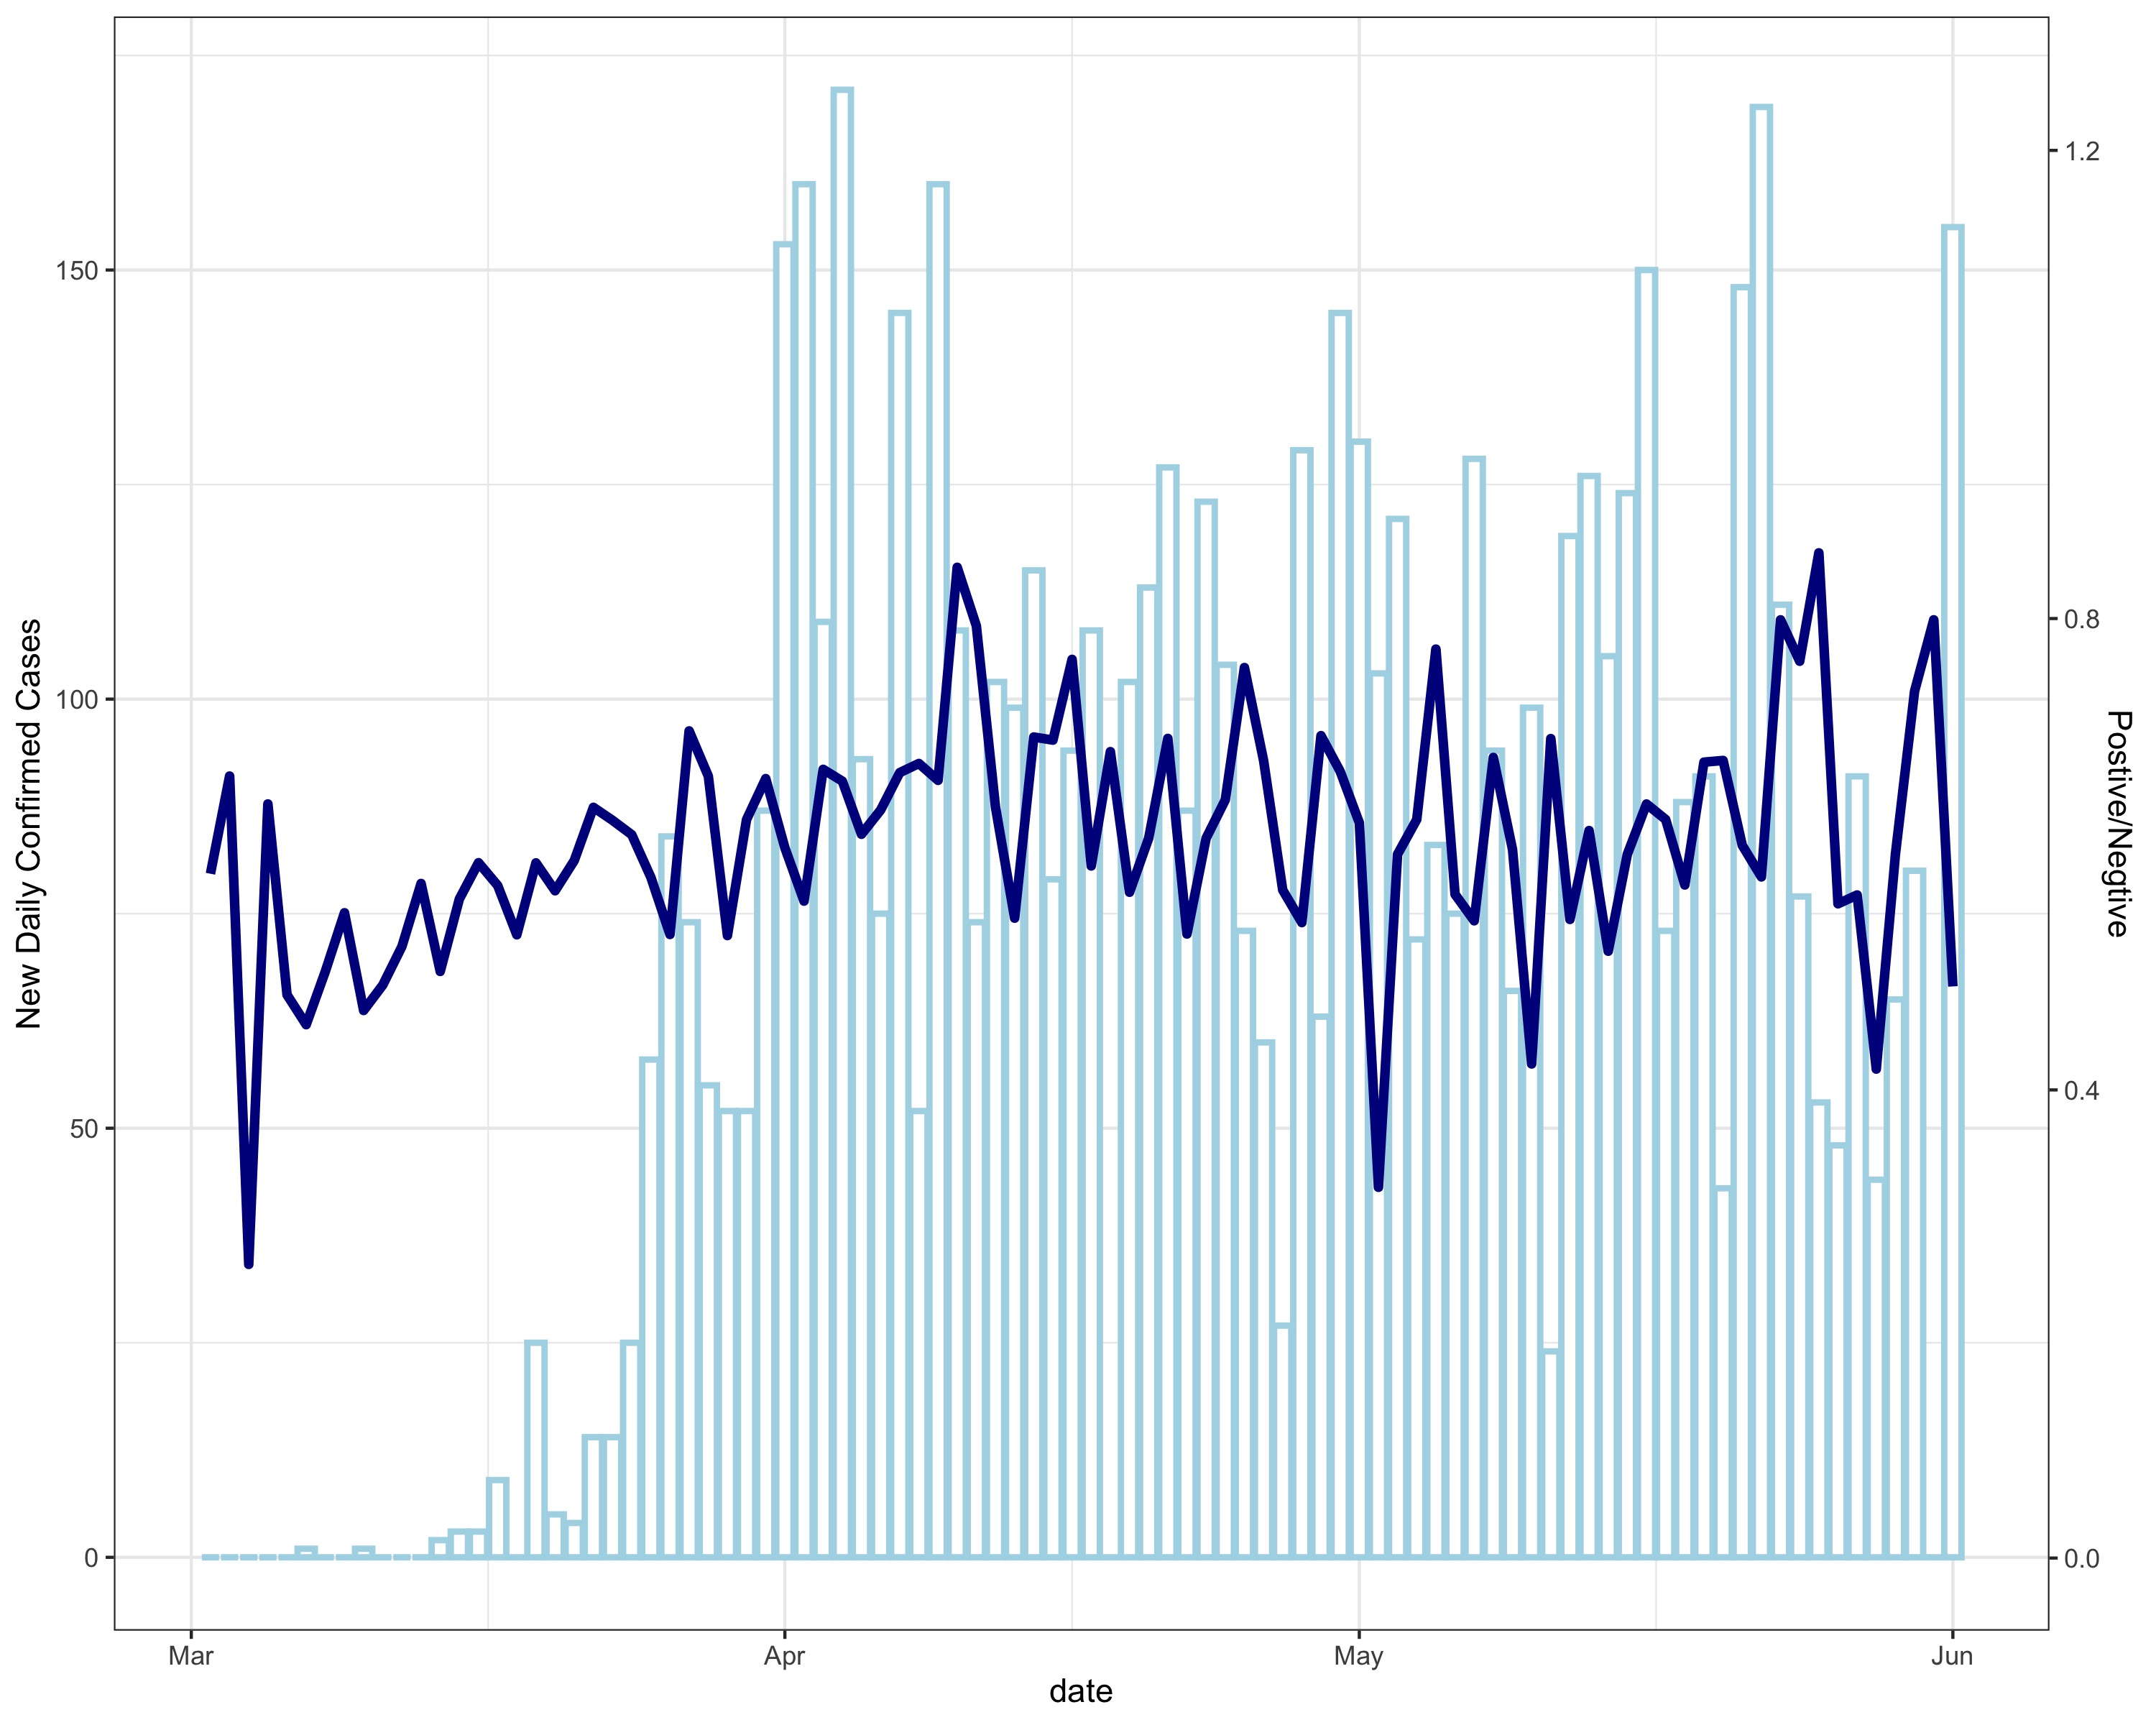 New Daily Confirmed Cases
150
100
50
0
1.2
0.8
0.4
0.0
Postive/Negtive
Mar
Apr
May
Jun
date